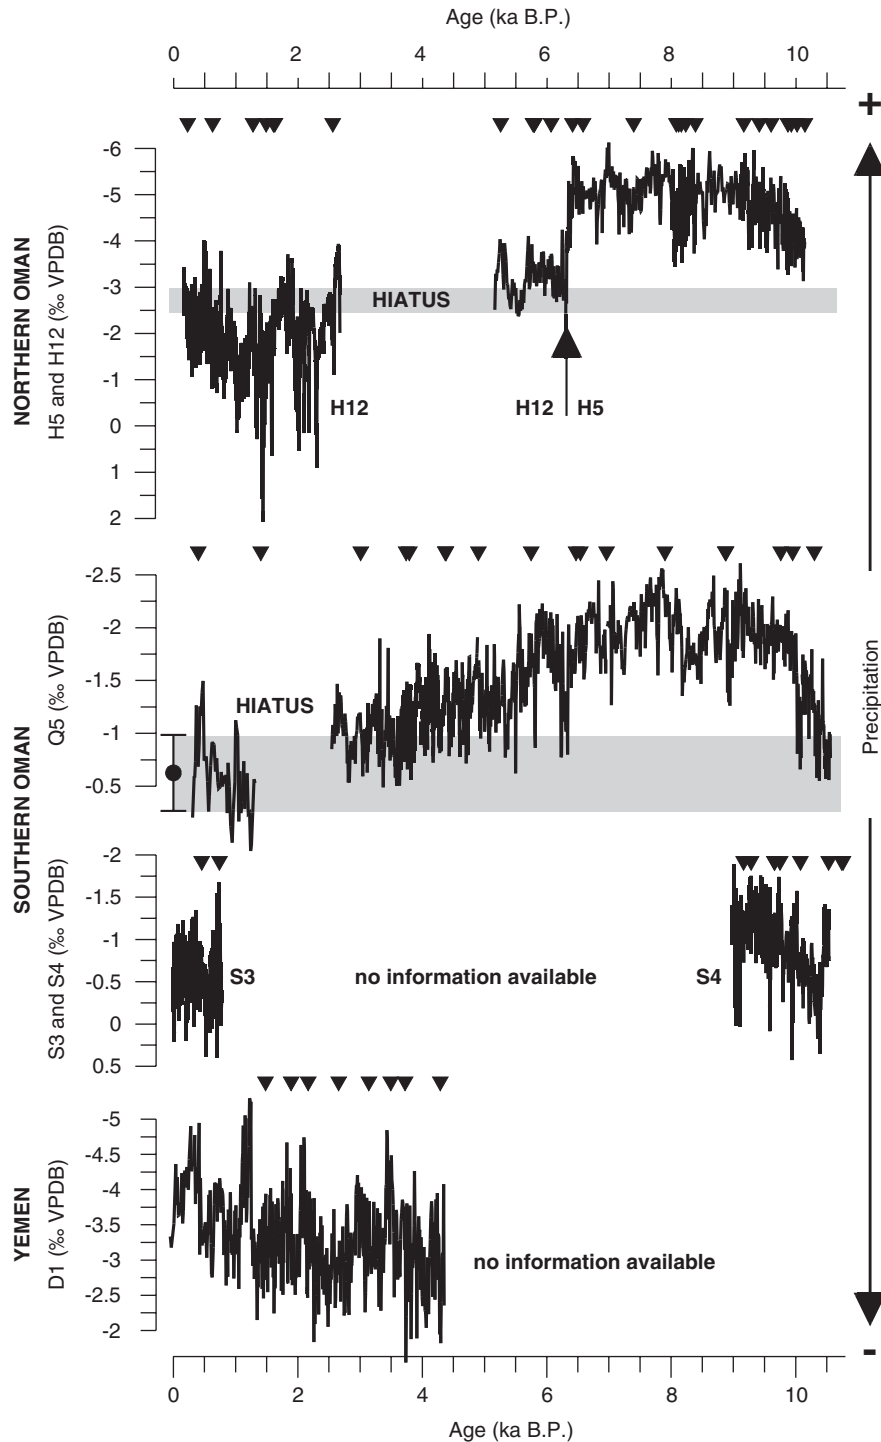 Age (ka B.P.)
0 2 4 6 8 10
+
NORTHERN OMAN
H5 and H12 (‰ VPDB)
-6
-5
-4
-3
-2
-1
0
1
2
HIATUS
H12
H12 H5
SOUTHERN OMAN
Q5 (‰ VPDB)
-2.5
-2
-1.5
-1
-0.5
HIATUS
Precipitation
S3 and S4 (‰ VPDB)
-2
-1.5
-1
-0.5
0
0.5
S3
no information available
S4
YEMEN
D1 (‰ VPDB)
-5
-4.5
-4
-3.5
-3
-2.5
-2
no information available
-
0 2 4 6 8 10
Age (ka B.P.)